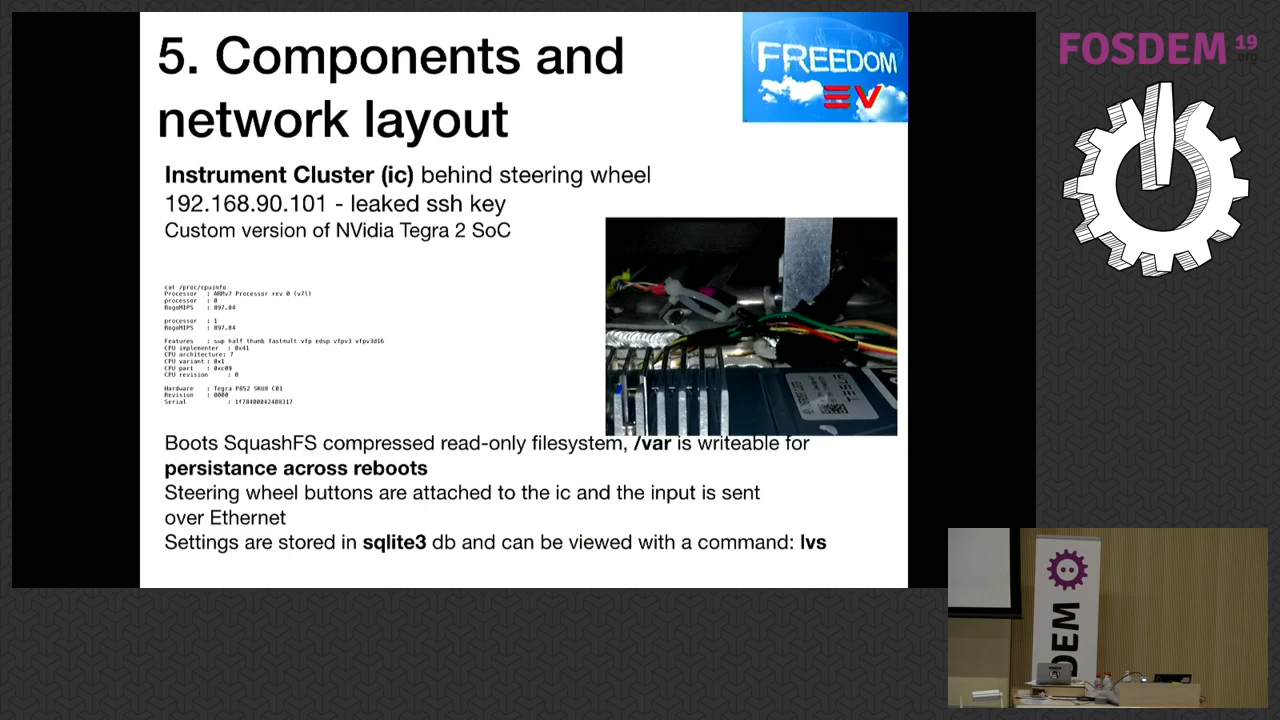 5. Components and
network layout
FREEDOM
EV
FOSDEM 19
.org
Instrument Cluster (ic) behind steering wheel
192.168.90.101 - leaked ssh key
Custom version of NVidia Tegra 2 SoC
cat /proc/cpuinfo
Processor : ARMv7 Processor rev 0 (v7l)
processor : 0
BogoMIPS : 897.84
processor : 1
BogoMIPS : 897.84
Features : swp half thumb fastmult vfp edsp vfpv3 vfpv3d16
CPU implementer : 0x41
CPU architecture: 7
CPU variant : 0x1
CPU part : 0xc09
CPU revision : 0
Hardware : Tegra P852 SKU8 C01
Revision : 0000
Serial : 1f78400042408317
TESLA
Boots SquashFS compressed read-only filesystem, /var is writeable for
persistance across reboots
Steering wheel buttons are attached to the ic and the input is sent
over Ethernet
Settings are stored in sqlite3 db and can be viewed with a command: lvs
DEM